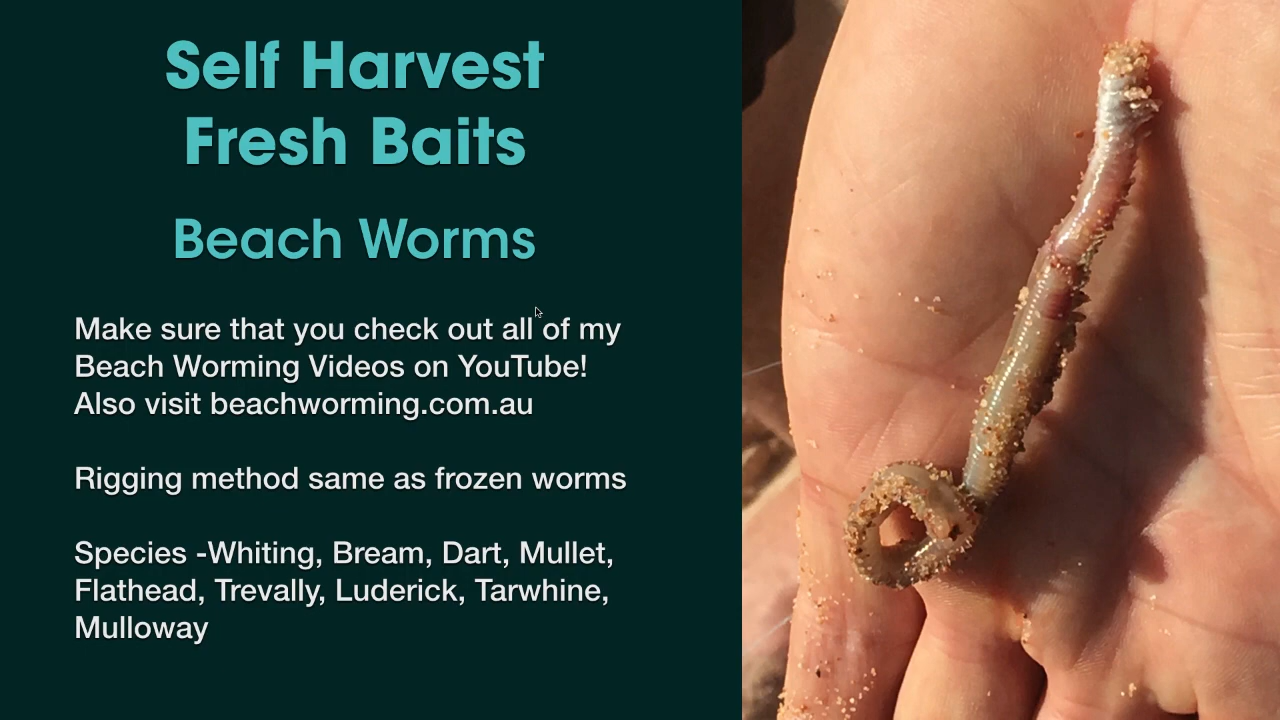 Self Harvest
Fresh Baits
Beach Worms
Make sure that you check out all of my
Beach Worming Videos on YouTube!
Also visit beachworming.com.au
Rigging method same as frozen worms
Species -Whiting, Bream, Dart, Mullet,
Flathead, Trevally, Luderick, Tarwhine,
Mulloway